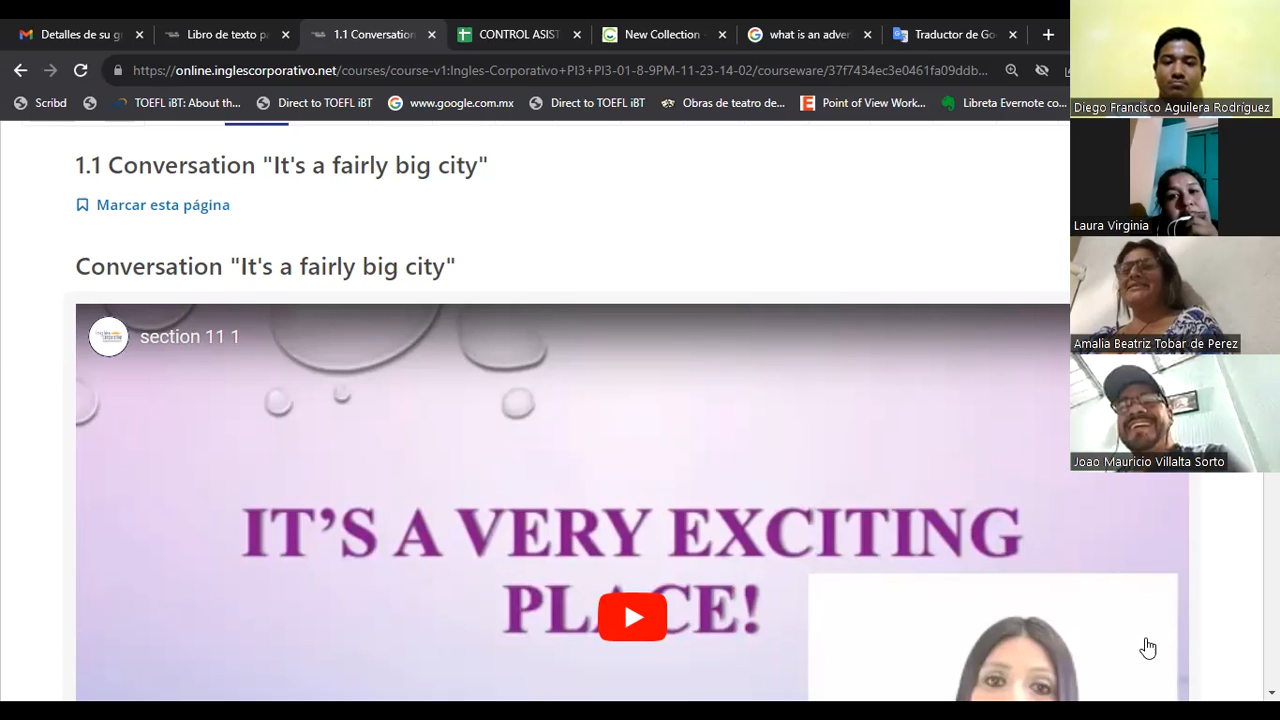 Detalles de su g
Libro de texto pa
1.1 Conversation
CONTROL ASIST
New Collection -
what is an adver
Traductor de Go
https://online.inglescorporativo.net/courses/course-v1:Ingles-Corporativo+PI3+PI3-01-8-9PM-11-23-14-02/courseware/37f7434ec3e0461fa09ddb...
Scribd
TOEFL iBT: About th...
Direct to TOEFL iBT
www.google.com.mx
Direct to TOEFL iBT
Obras de teatro de...
Point of View Work...
Libreta Evernote co...
1.1 Conversation "It's a fairly big city"
Marcar esta página
Conversation "It's a fairly big city"
section 11 1
IT'S A VERY EXCITING
PLACE!
Diego Francisco Aguilera Rodríguez
Laura Virginia
Amalia Beatriz Tobar de Perez
Joao Mauricio Villalta Sorto